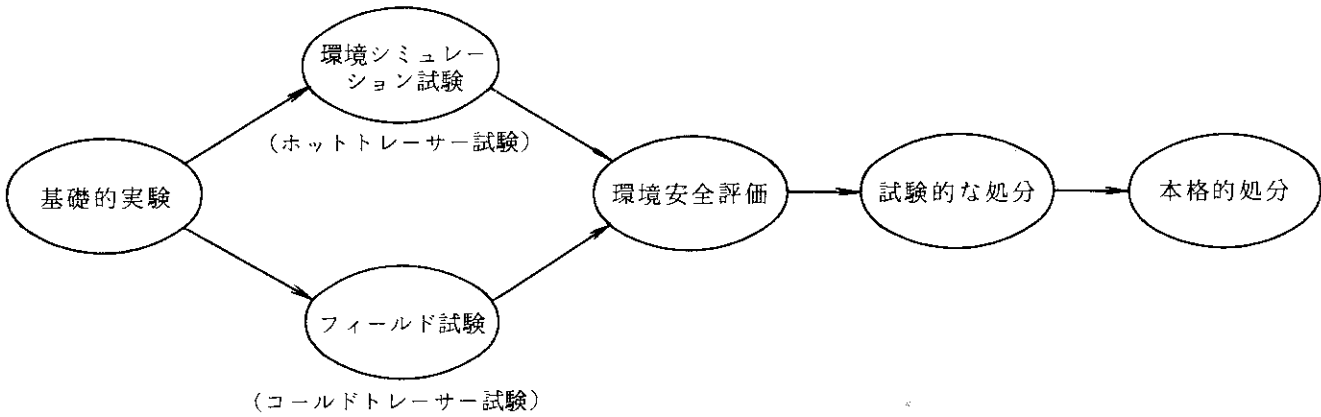 環境シミュレー
ション試験
(ホットトレーサー試験)
基礎的実験
環境安全評価
試験的な処分
本格的処分
フィールド試験
(コールドトレーサー試験)